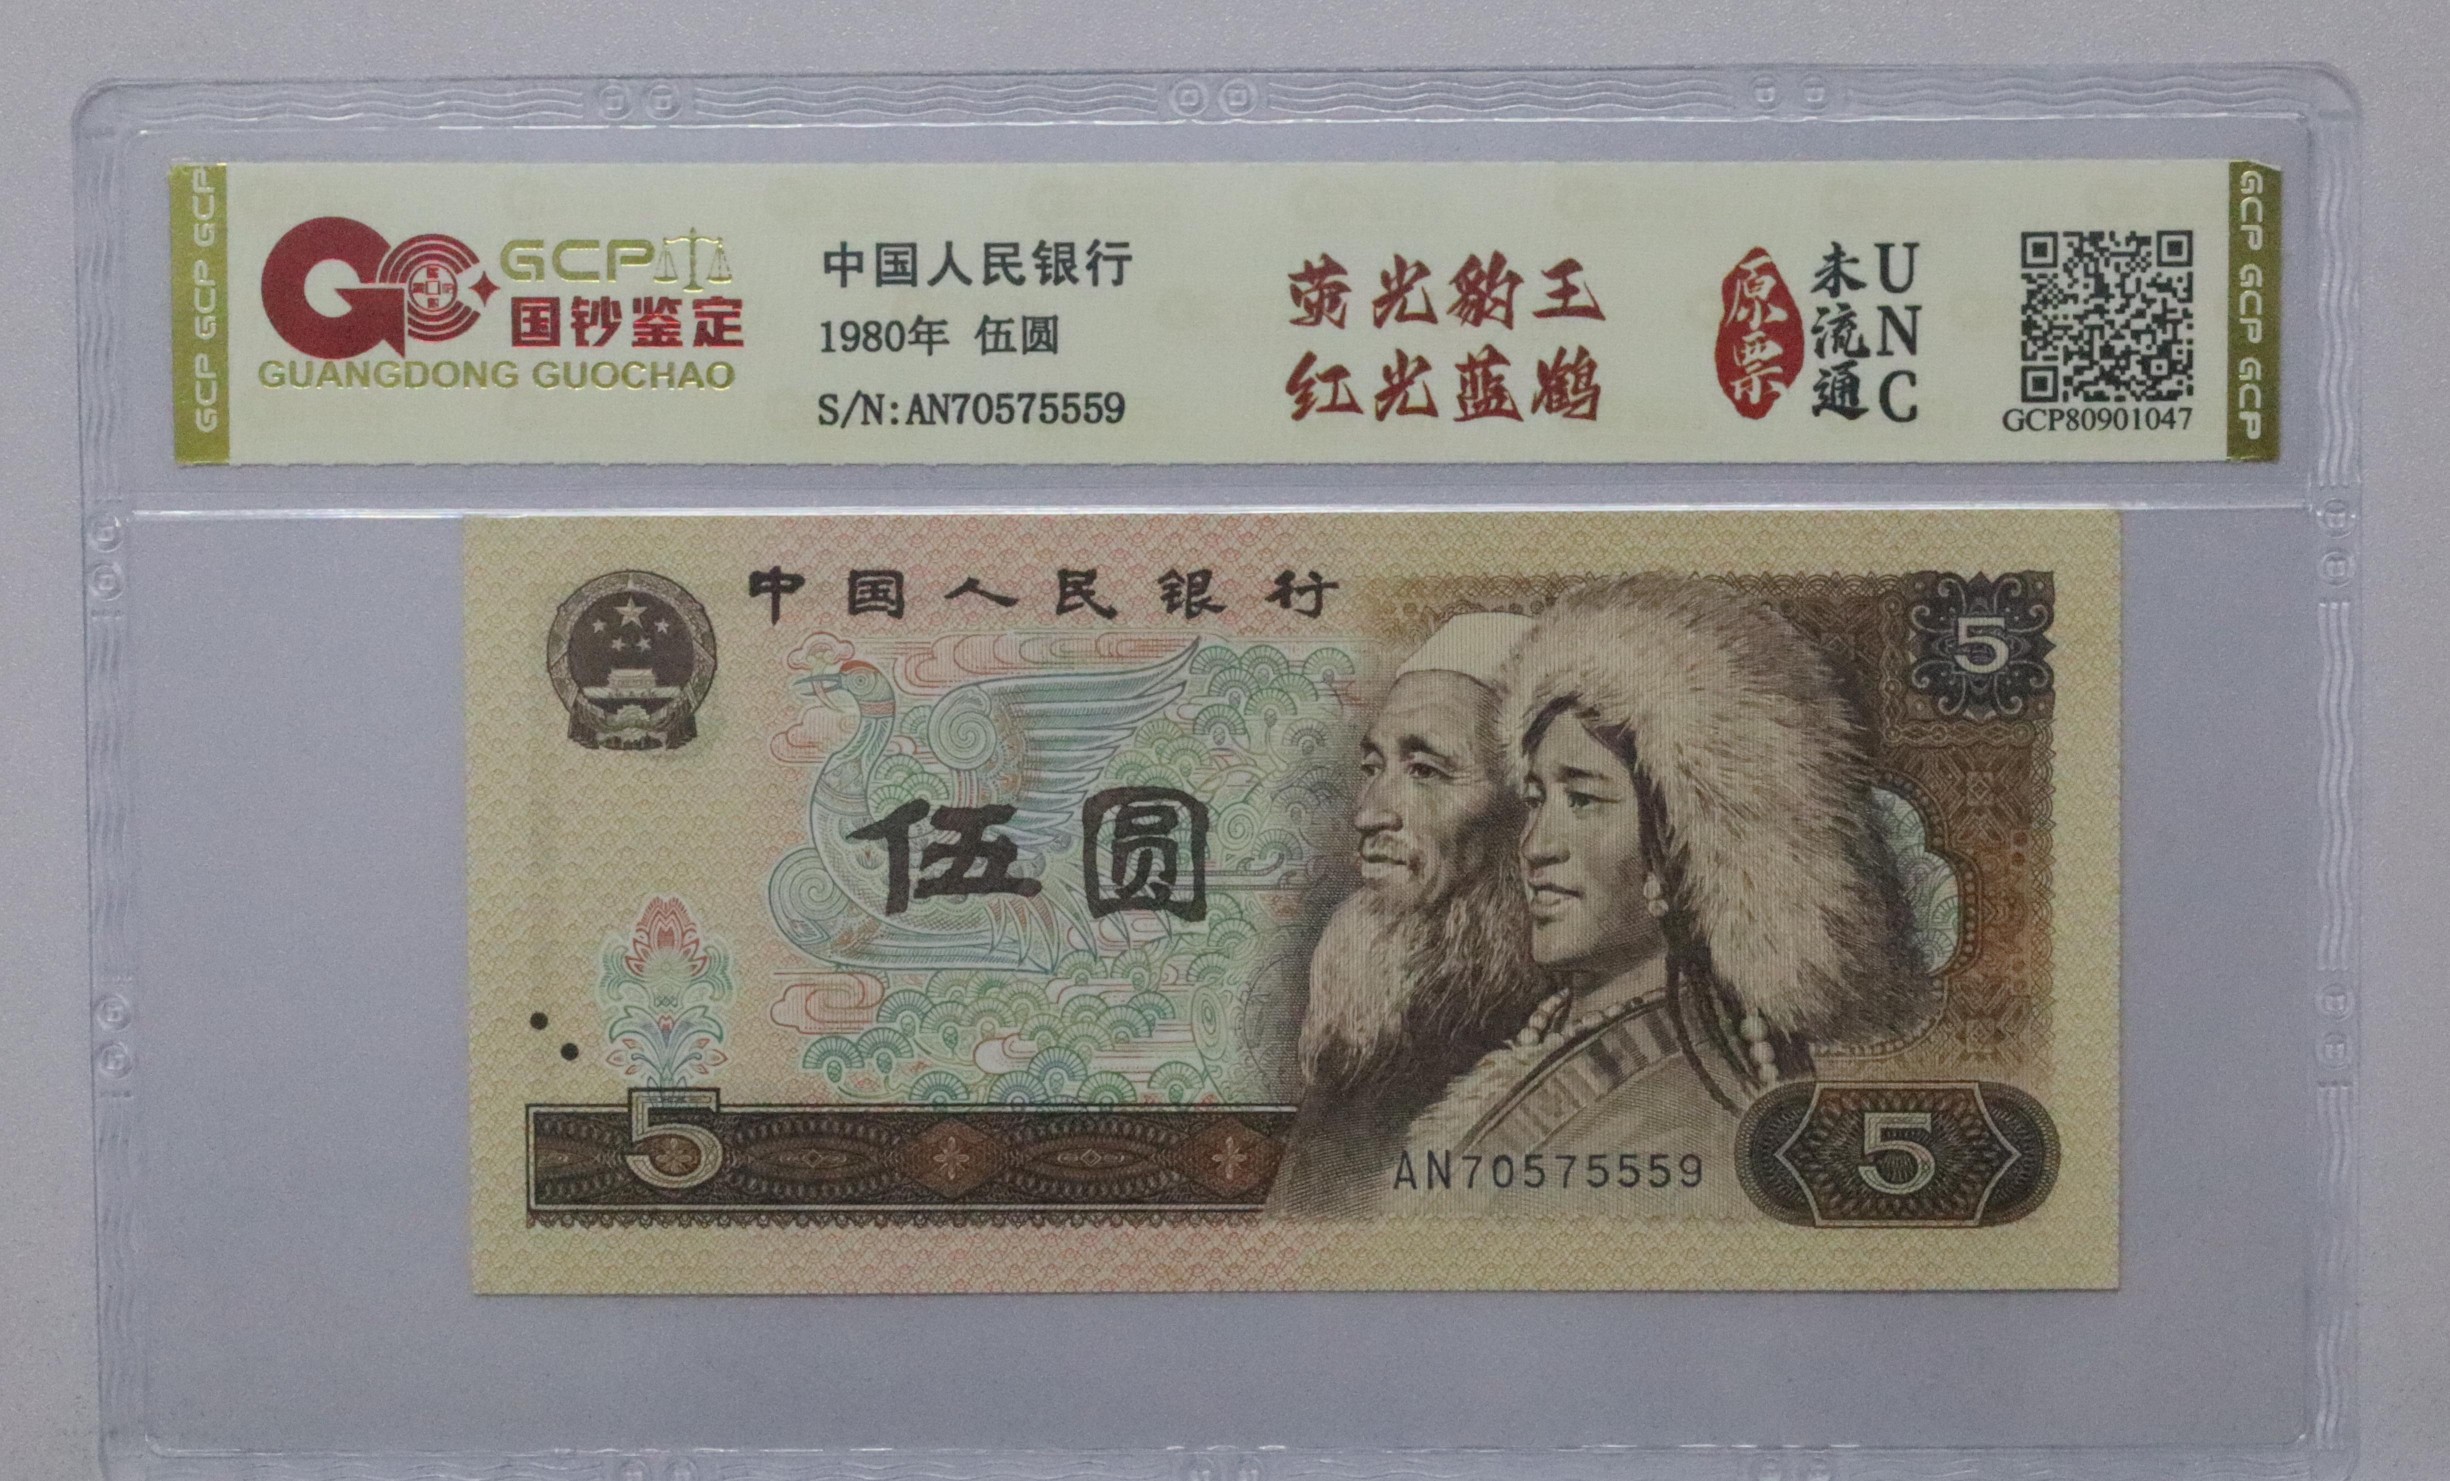 GCP GCP GCP
GCP
国钞鉴定
GUANGDONG GUOCHAO
中国人民银行
1980年 伍圆
S/N:AN70575559
荧光豹王
红光蓝鹤
原票
未流通
UNC
GCP80901047
GCP GCP GCP
中国人民银行
5
伍圆
5
AN70575559
5